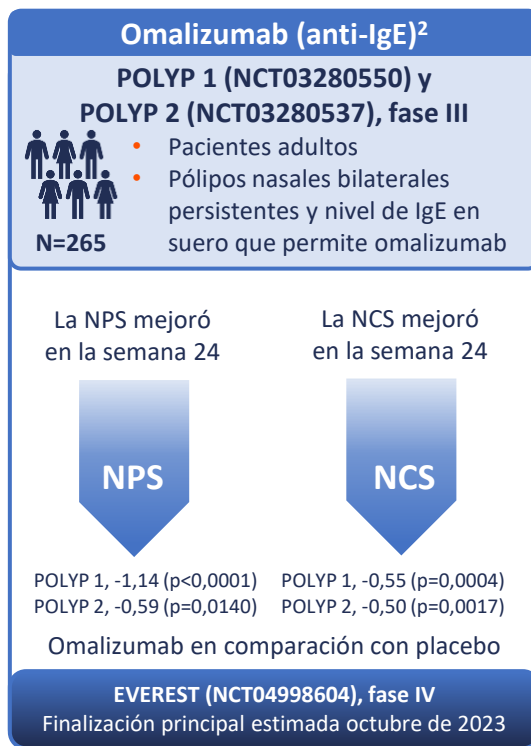 Omalizumab (anti-IgE)²
POLYP 1 (NCT03280550) y
POLYP 2 (NCT03280537), fase III
• Pacientes adultos
• Pólipos nasales bilaterales
persistentes y nivel de IgE en
suero que permite omalizumab
N=265
La NPS mejoró
en la semana 24
NPS
POLYP 1, -1,14 (p<0,0001)
POLYP 2, -0,59 (p=0,0140)
La NCS mejoró
en la semana 24
NCS
POLYP 1, -0,55 (p=0,0004)
POLYP 2, -0,50 (p=0,0017)
Omalizumab en comparación con placebo
EVEREST (NCT04998604), fase IV
Finalización principal estimada octubre de 2023